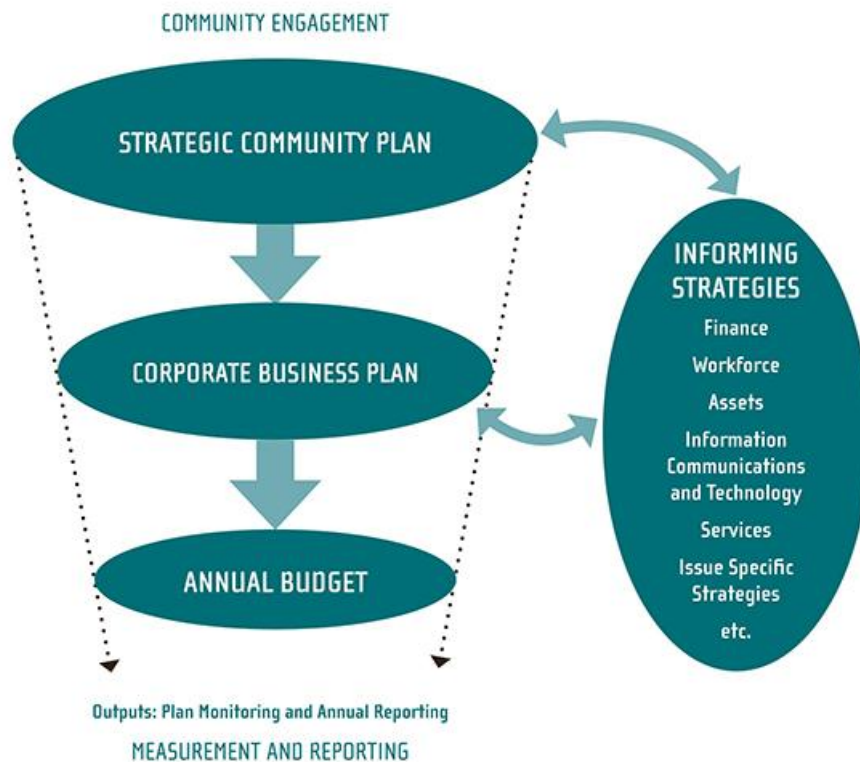 COMMUNITY ENGAGEMENT
STRATEGIC COMMUNITY PLAN
CORPORATE BUSINESS PLAN
ANNUAL BUDGET
INFORMING
STRATEGIES
Finance
Workforce
Assets
Information
Communications
and Technology
Services
Issue Specific
Strategies
etc.
Outputs: Plan Monitoring and Annual Reporting
MEASUREMENT AND REPORTING